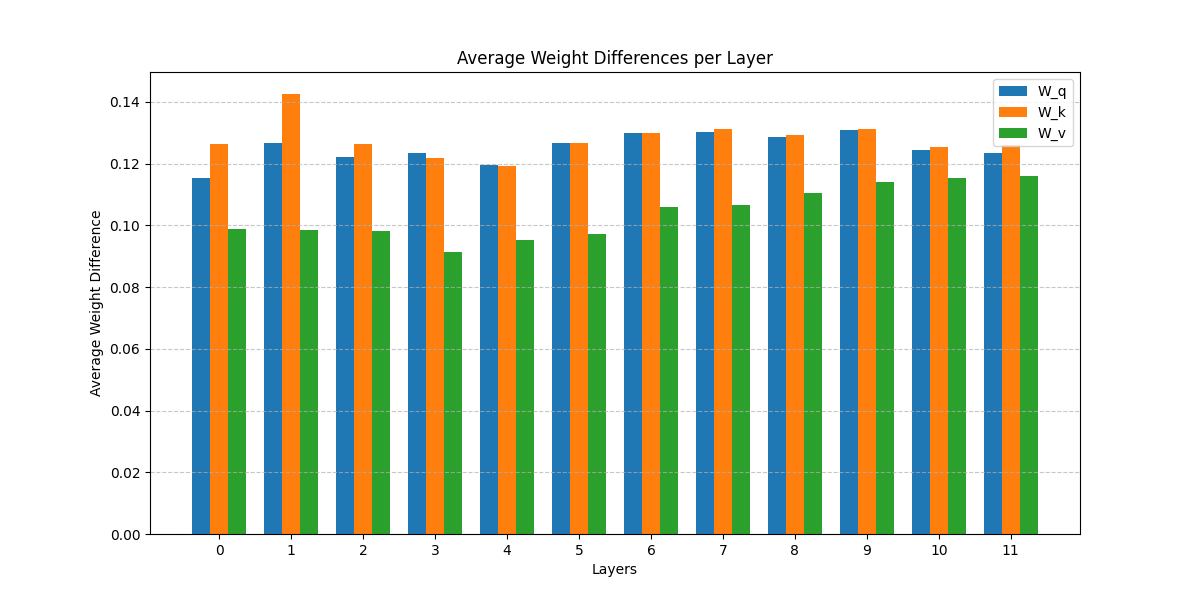 Average Weight Differences per Layer
W_q
W_k
W_v
Average Weight Difference
0.14
0.12
0.10
0.08
0.06
0.04
0.02
0.00
0 1 2 3 4 5 6 7 8 9 10 11
Layers